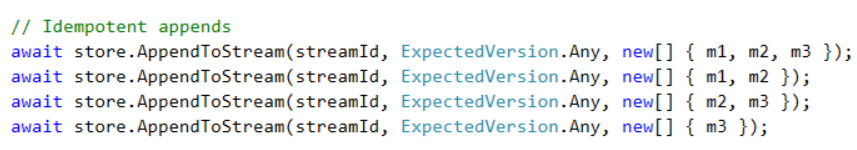 // Idempotent appends
await store.AppendToStream(streamId, ExpectedVersion.Any, new[] { m1, m2, m3 });
await store.AppendToStream(streamId, ExpectedVersion.Any, new[] { m1, m2 });
await store.AppendToStream(streamId, ExpectedVersion.Any, new[] { m2, m3 });
await store.AppendToStream(streamId, ExpectedVersion.Any, new[] { m3 });